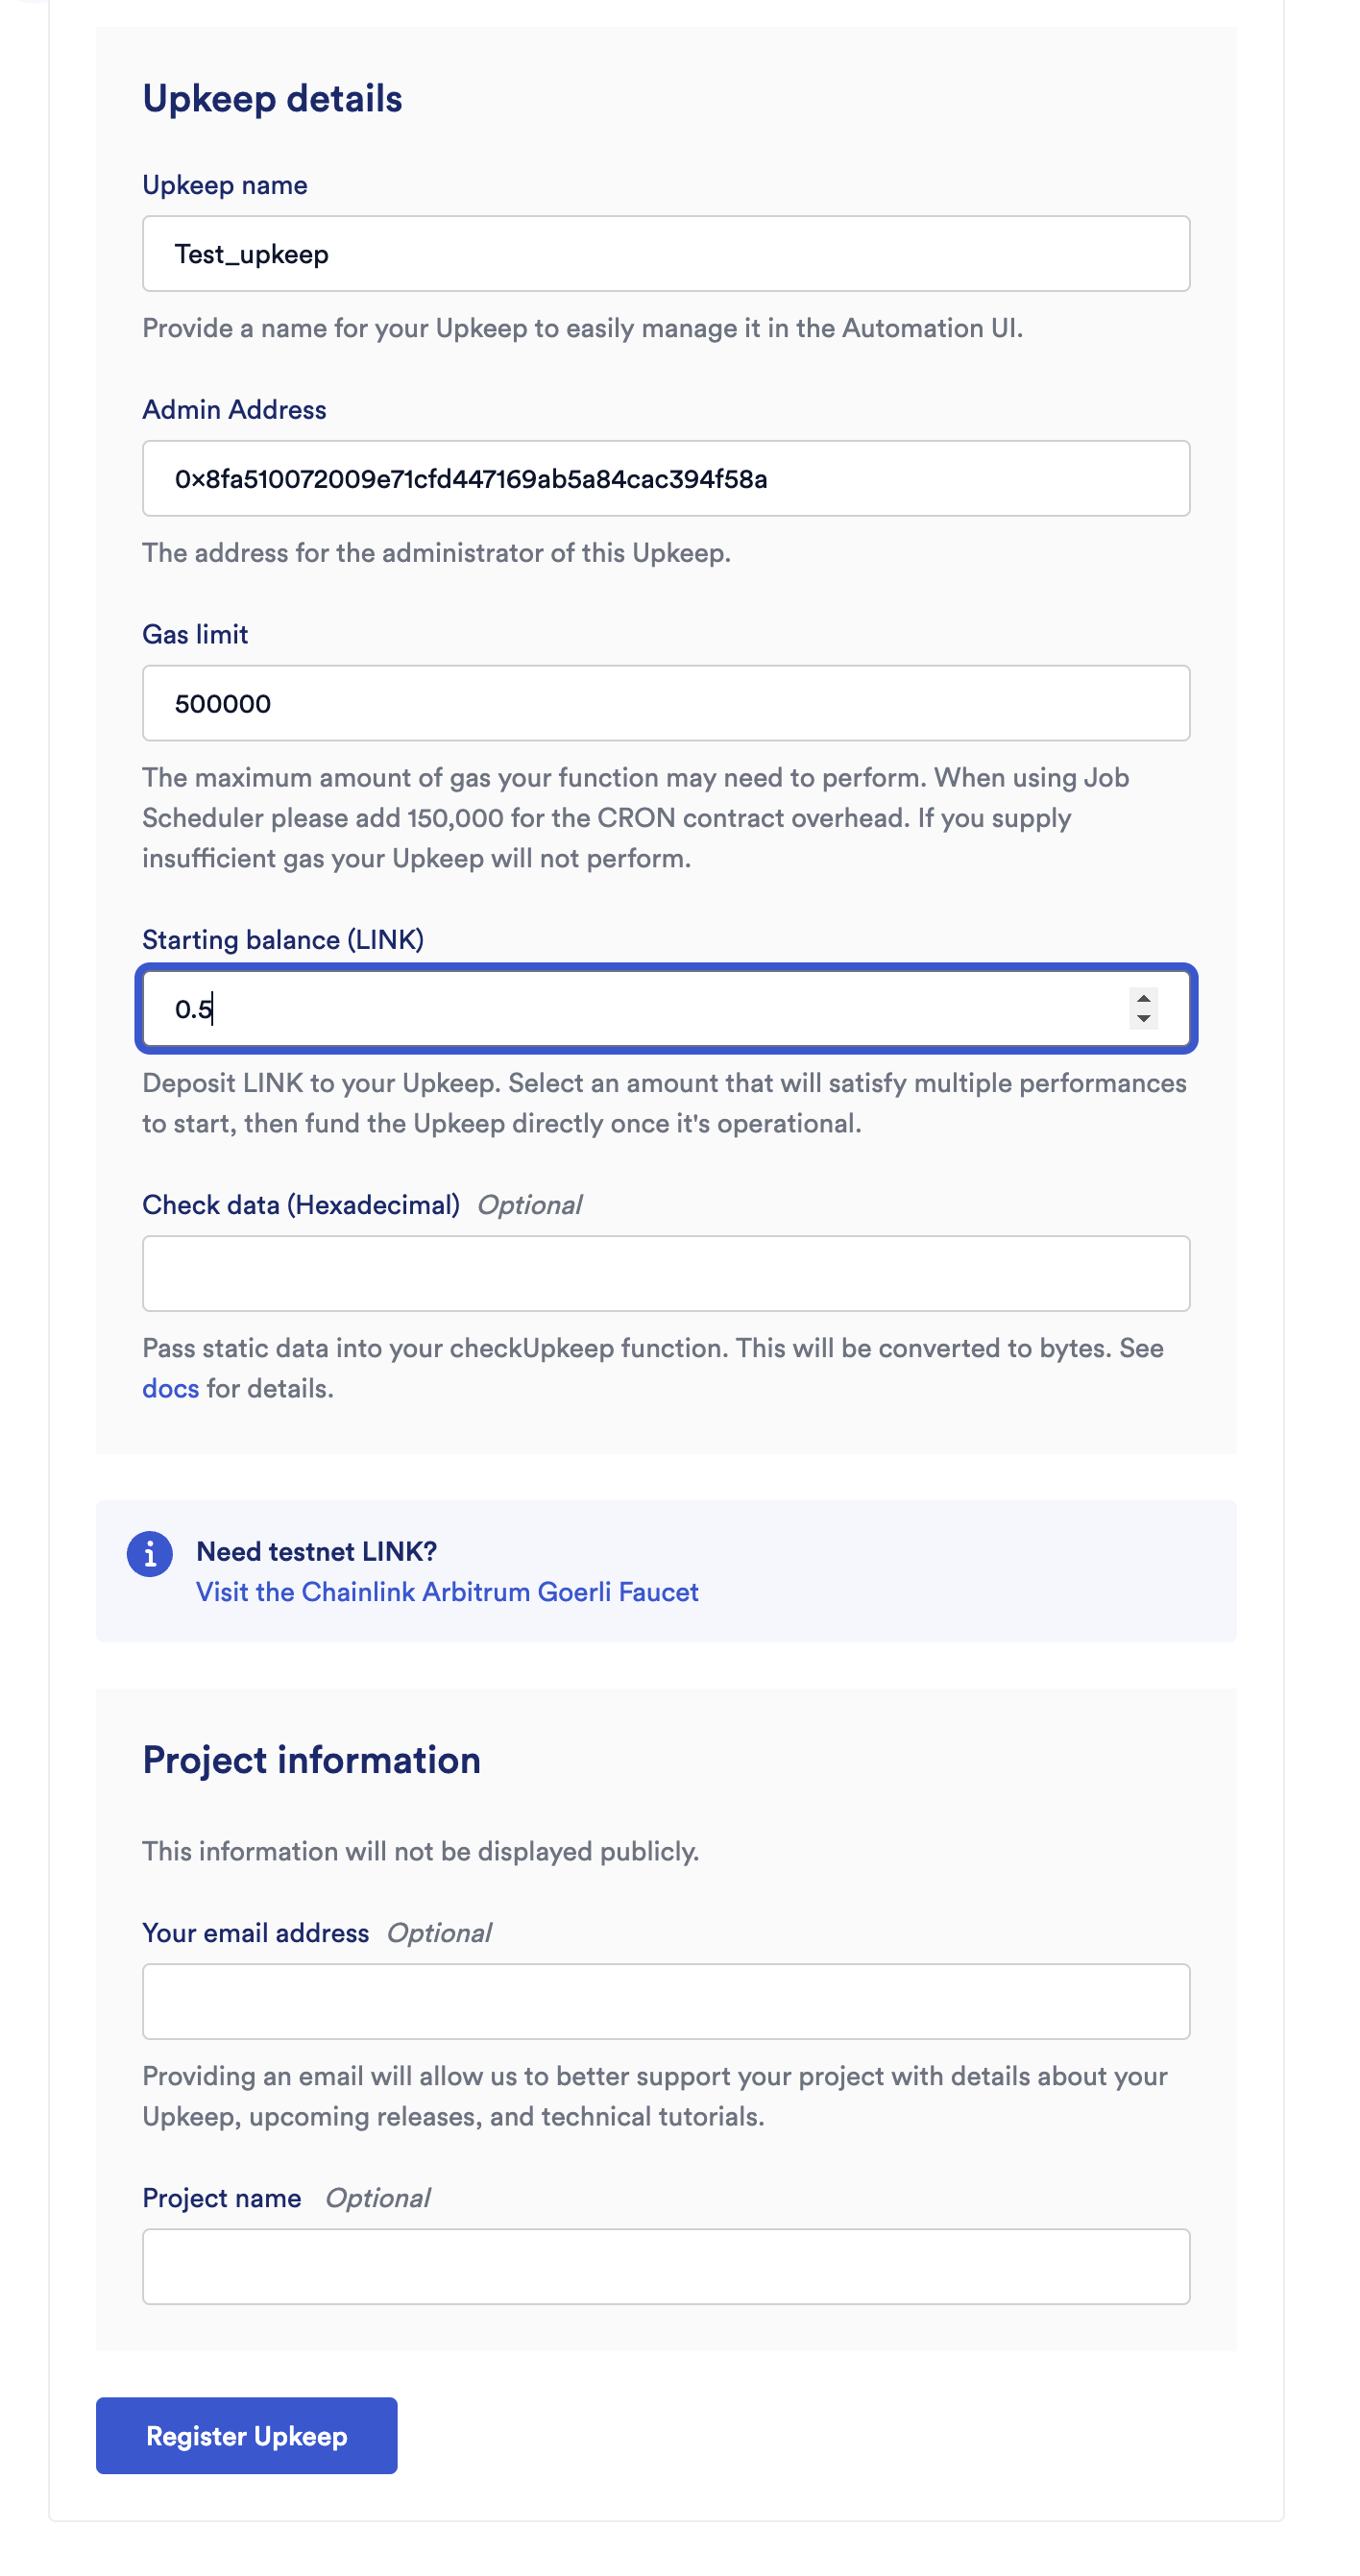 Upkeep details
Upkeep name
Test_upkeep
Provide a name for your Upkeep to easily manage it in the Automation UI.
Admin Address
0x8fa510072009e71cfd447169ab5a84cac394f58a
The address for the administrator of this Upkeep.
Gas limit
500000
The maximum amount of gas your function may need to perform. When using Job
Scheduler please add 150,000 for the CRON contract overhead. If you supply
insufficient gas your Upkeep will not perform.
Starting balance (LINK)
0.5
Deposit LINK to your Upkeep. Select an amount that will satisfy multiple performances
to start, then fund the Upkeep directly once it's operational.
Check data (Hexadecimal) Optional
Pass static data into your checkUpkeep function. This will be converted to bytes. See
docs for details.
Need testnet LINK?
Visit the Chainlink Arbitrum Goerli Faucet
Project information
This information will not be displayed publicly.
Your email address Optional
Providing an email will allow us to better support your project with details about your
Upkeep, upcoming releases, and technical tutorials.
Project name Optional
Register Upkeep